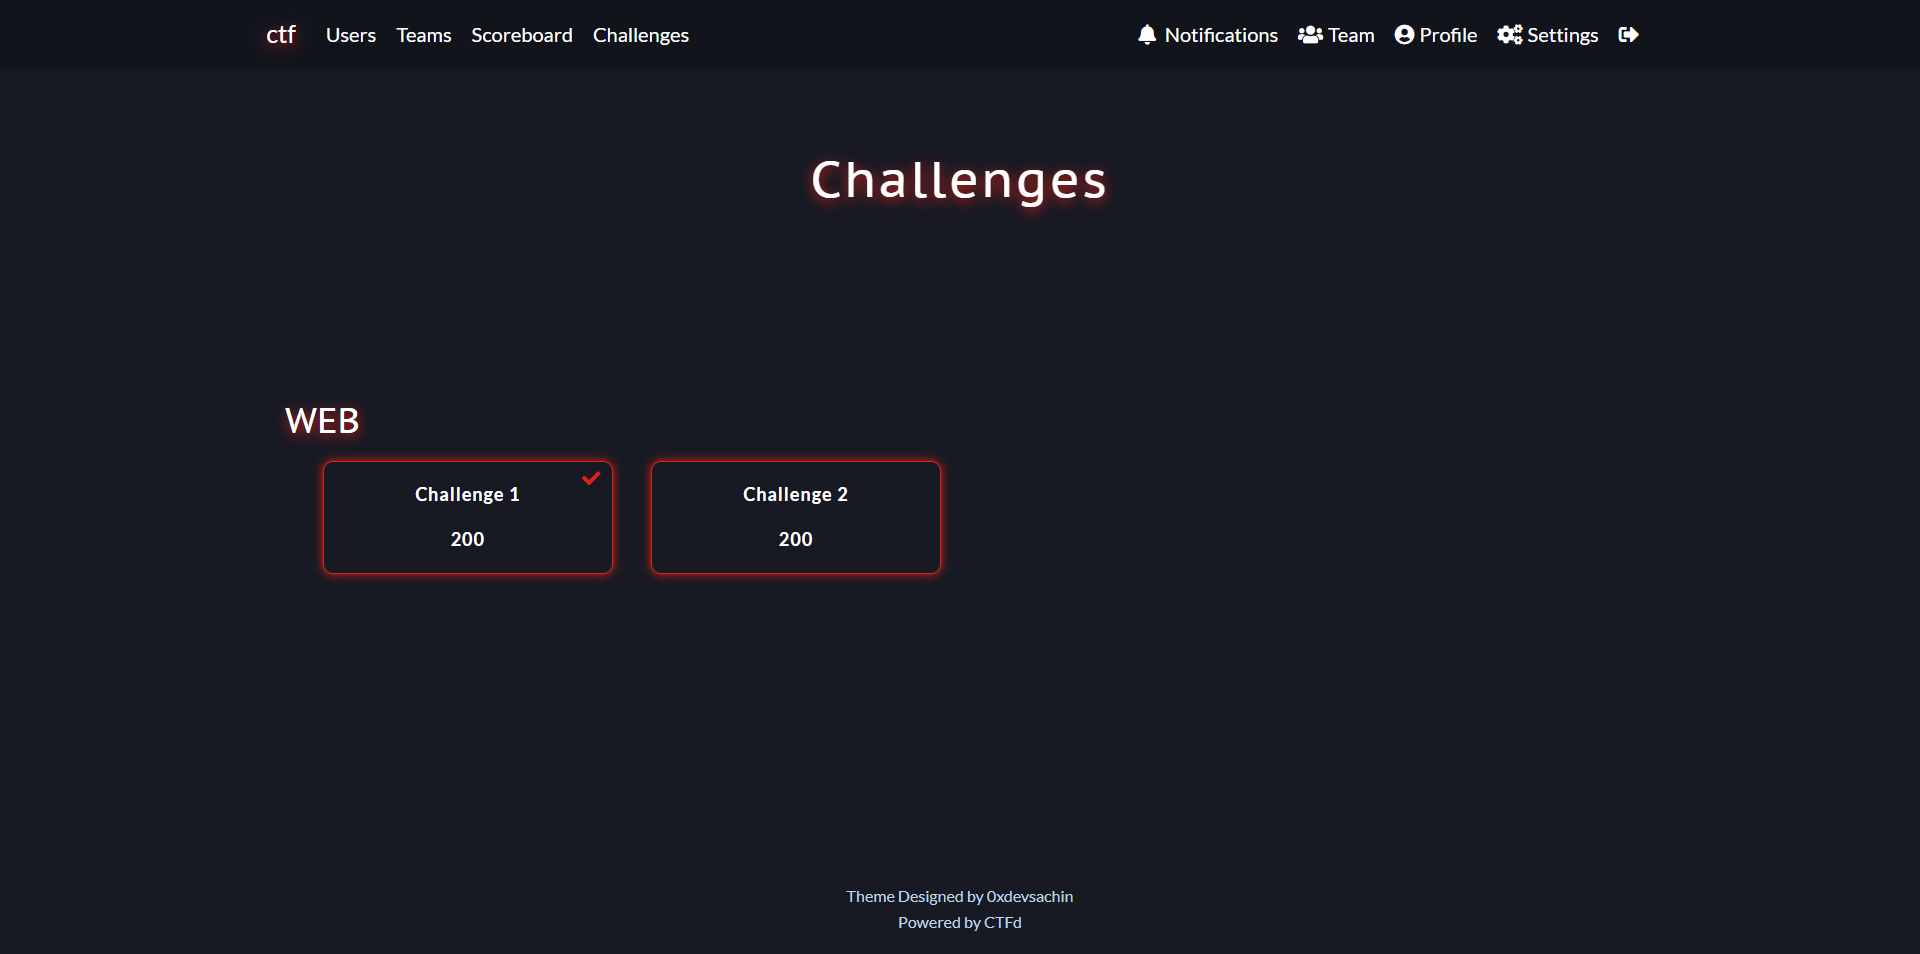 ctf Users Teams Scoreboard Challenges Notifications Team Profile Settings
Challenges
WEB
Challenge 1
200
Challenge 2
200
Theme Designed by 0xdevsachin
Powered by CTFd